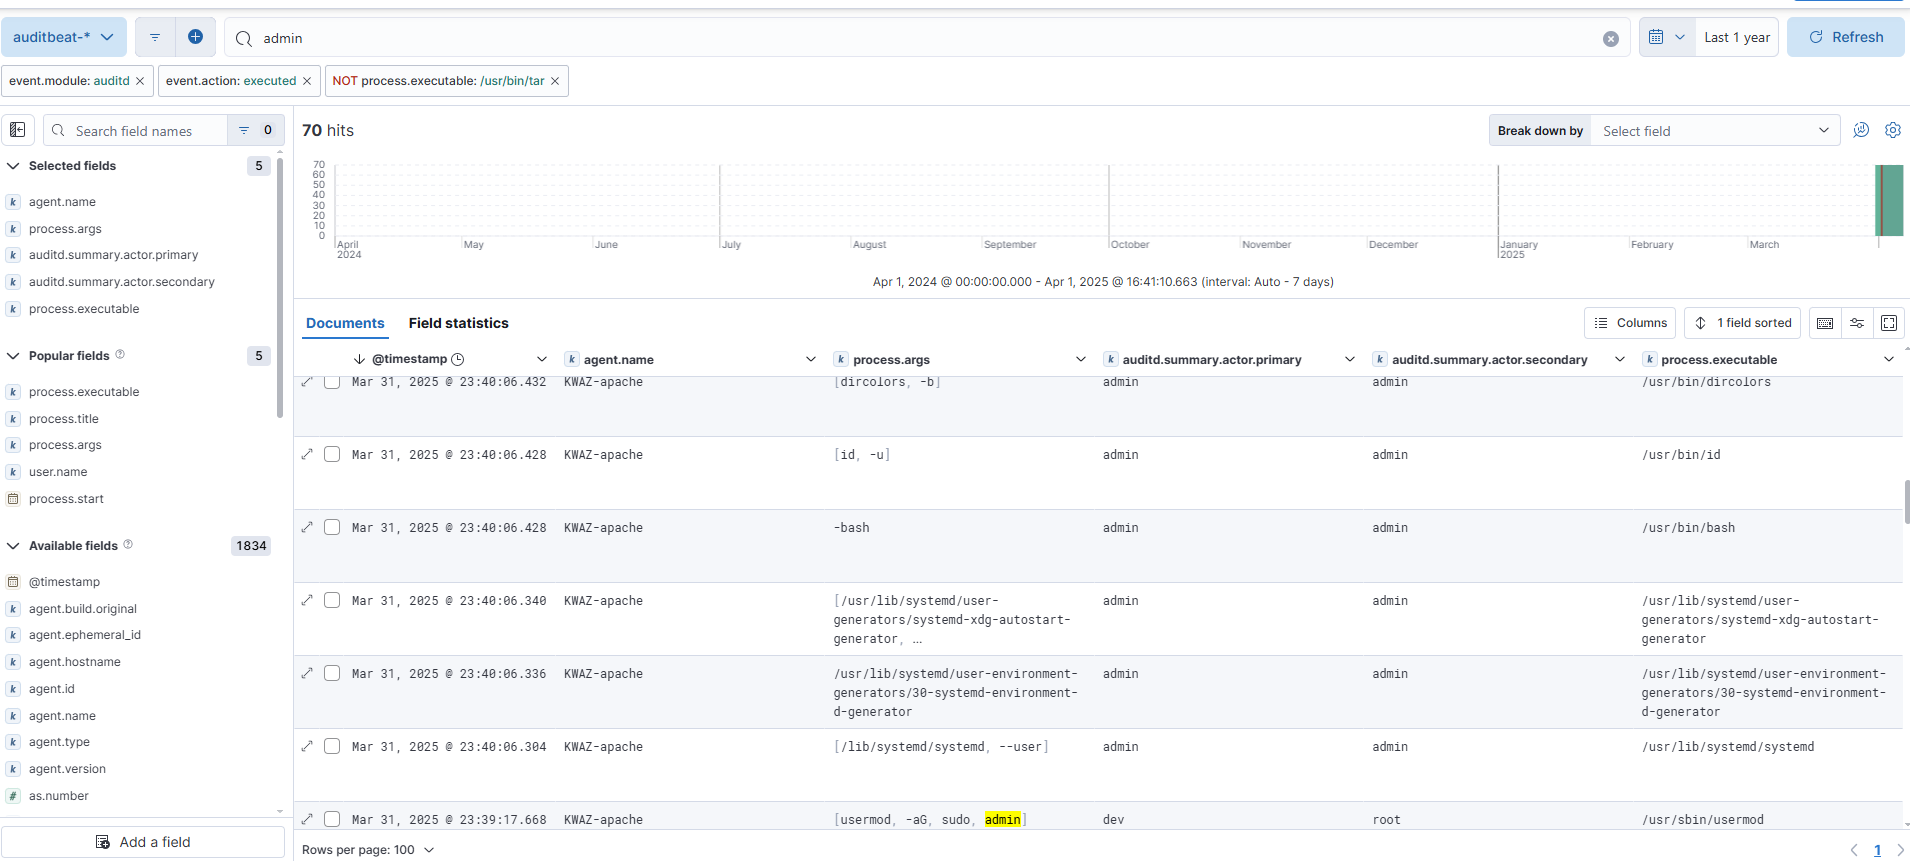 auditbeat-*
admin
Last 1 year
Refresh
event.module: auditd
event.action: executed
NOT process.executable: /usr/bin/tar
Search field names
0
70 hits
Break down by
Select field
Selected fields
5
agent.name
process.args
auditd.summary.actor.primary
auditd.summary.actor.secondary
process.executable
Popular fields
5
process.executable
process.title
process.args
user.name
process.start
Available fields
1834
@timestamp
agent.build.original
agent.ephemeral_id
agent.hostname
agent.id
agent.name
agent.type
agent.version
as.number
Add a field
70
60
50
40
30
20
10
0
April
2024
May
June
July
August
September
October
November
December
January
2025
February
March
Apr 1, 2024 @ 00:00:00.000 - Apr 1, 2025 @ 16:41:10.663 (interval: Auto - 7 days)
Documents
Field statistics
Columns
1 field sorted
@timestamp agent.name process.args auditd.summary.actor.primary auditd.summary.actor.secondary process.executable
Mar 31, 2025 @ 23:40:06.432 KWAZ-apache [dircolors, -b] admin admin /usr/bin/dircolors
Mar 31, 2025 @ 23:40:06.428 KWAZ-apache [id, -u] admin admin /usr/bin/id
Mar 31, 2025 @ 23:40:06.428 KWAZ-apache -bash admin admin /usr/bin/bash
Mar 31, 2025 @ 23:40:06.340 KWAZ-apache [/usr/lib/systemd/user- admin admin /usr/lib/systemd/user-
generators/systemd-xdg-autostart- generators/systemd-xdg-autostart-
generator, ... generator
Mar 31, 2025 @ 23:40:06.336 KWAZ-apache /usr/lib/systemd/user-environment- admin admin /usr/lib/systemd/user-environment-
generators/30-systemd-environment- generators/30-systemd-environment-
d-generator d-generator
Mar 31, 2025 @ 23:40:06.304 KWAZ-apache [/lib/systemd/systemd, --user] admin admin /usr/lib/systemd/systemd
Mar 31, 2025 @ 23:39:17.668 KWAZ-apache [usermod, -aG, sudo, admin] dev root /usr/sbin/usermod
Rows per page: 100
1